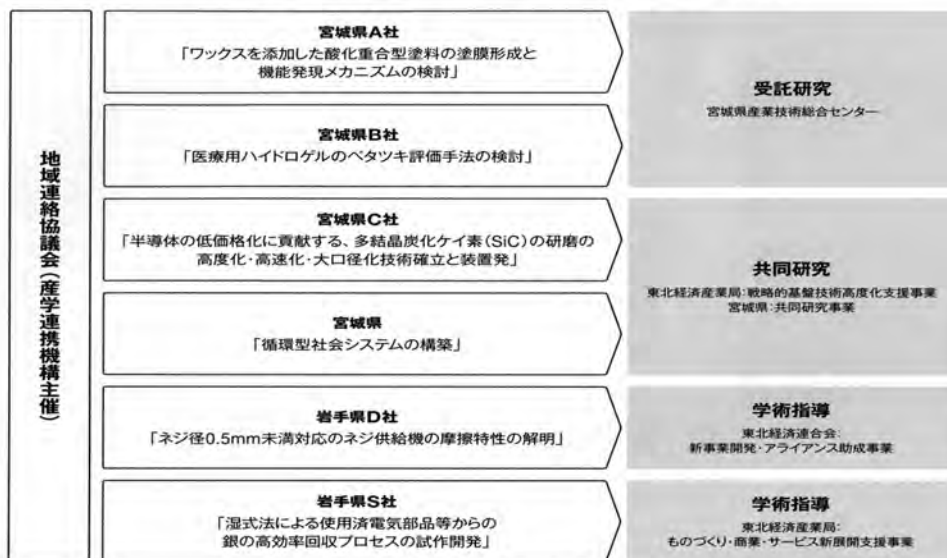 地域連絡協議会(産学連携機構主催)
宮城県A社
「ワックスを添加した酸化重合型塗料の塗膜形成と
機能発現メカニズムの検討」
受託研究
宮城県産業技術総合センター
宮城県B社
「医療用ハイドロゲルのベタツキ評価手法の検討」
宮城県C社
「半導体の低価格化に貢献する、多結晶炭化ケイ素(SiC)の研磨の
高度化・高速化・大口径化技術確立と装置発」
共同研究
東北経済産業局:戦略的基盤技術高度化支援事業
宮城県:共同研究事業
宮城県
「循環型社会システムの構築」
岩手県D社
「ネジ径0.5mm未満対応のネジ供給機の摩擦特性の解明」
学術指導
東北経済連合会:
新事業開発・アライアンス助成事業
岩手県S社
「湿式法による使用済電気部品等からの
銀の高効率回収プロセスの試作開発」
学術指導
東北経済産業局:
ものづくり・商業・サービス新展開支援事業